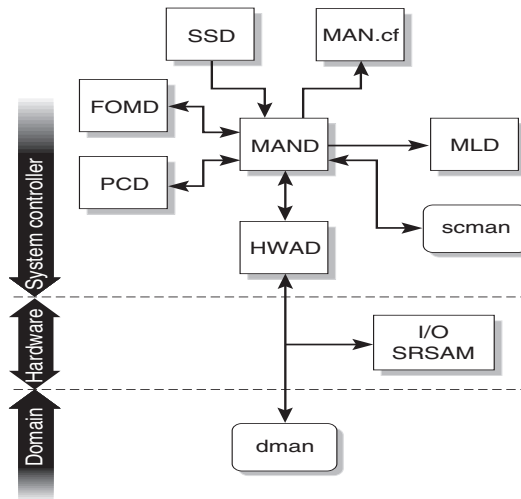 SSD
MAN.cf
FOMD
MAND
MLD
PCD
scman
HWAD
System controller
I/O
SRSAM
Hardware
dman
Domain